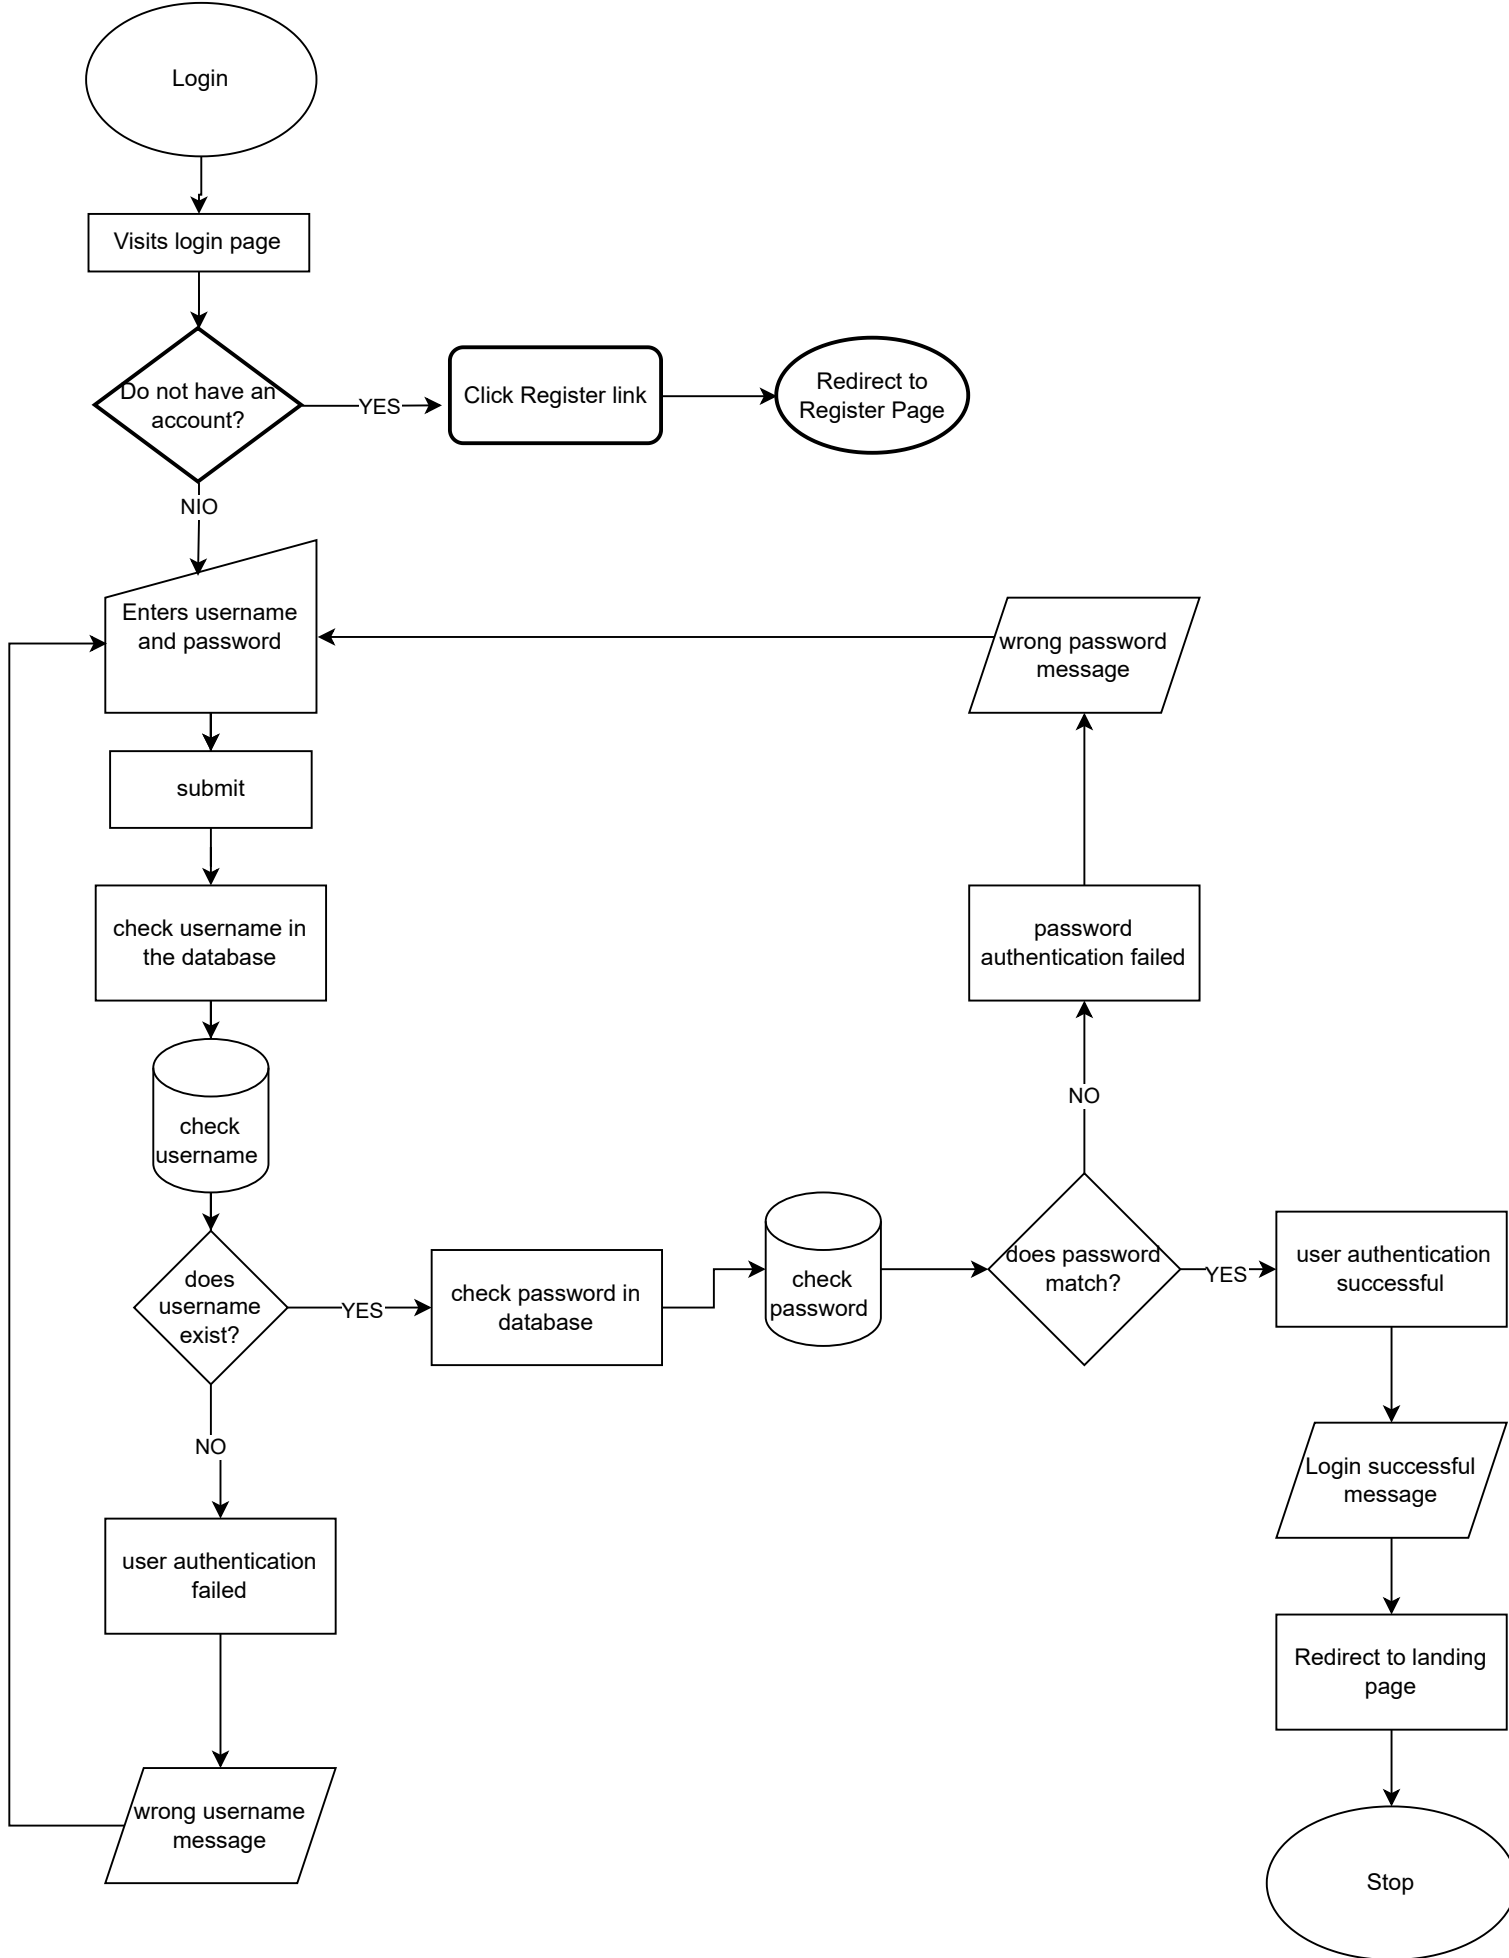 Login
Visits login page
Do not have an
account?
YES
Click Register link
Redirect to
Register Page
NIO
Enters username
and password
wrong password
message
submit
check username in
the database
password
authentication failed
NO
check
username
does
username
exist?
YES
check password in
database
check
password
does password
match?
YES
user authentication
successful
NO
Login successful
message
user authentication
failed
Redirect to landing
page
wrong username
message
Stop